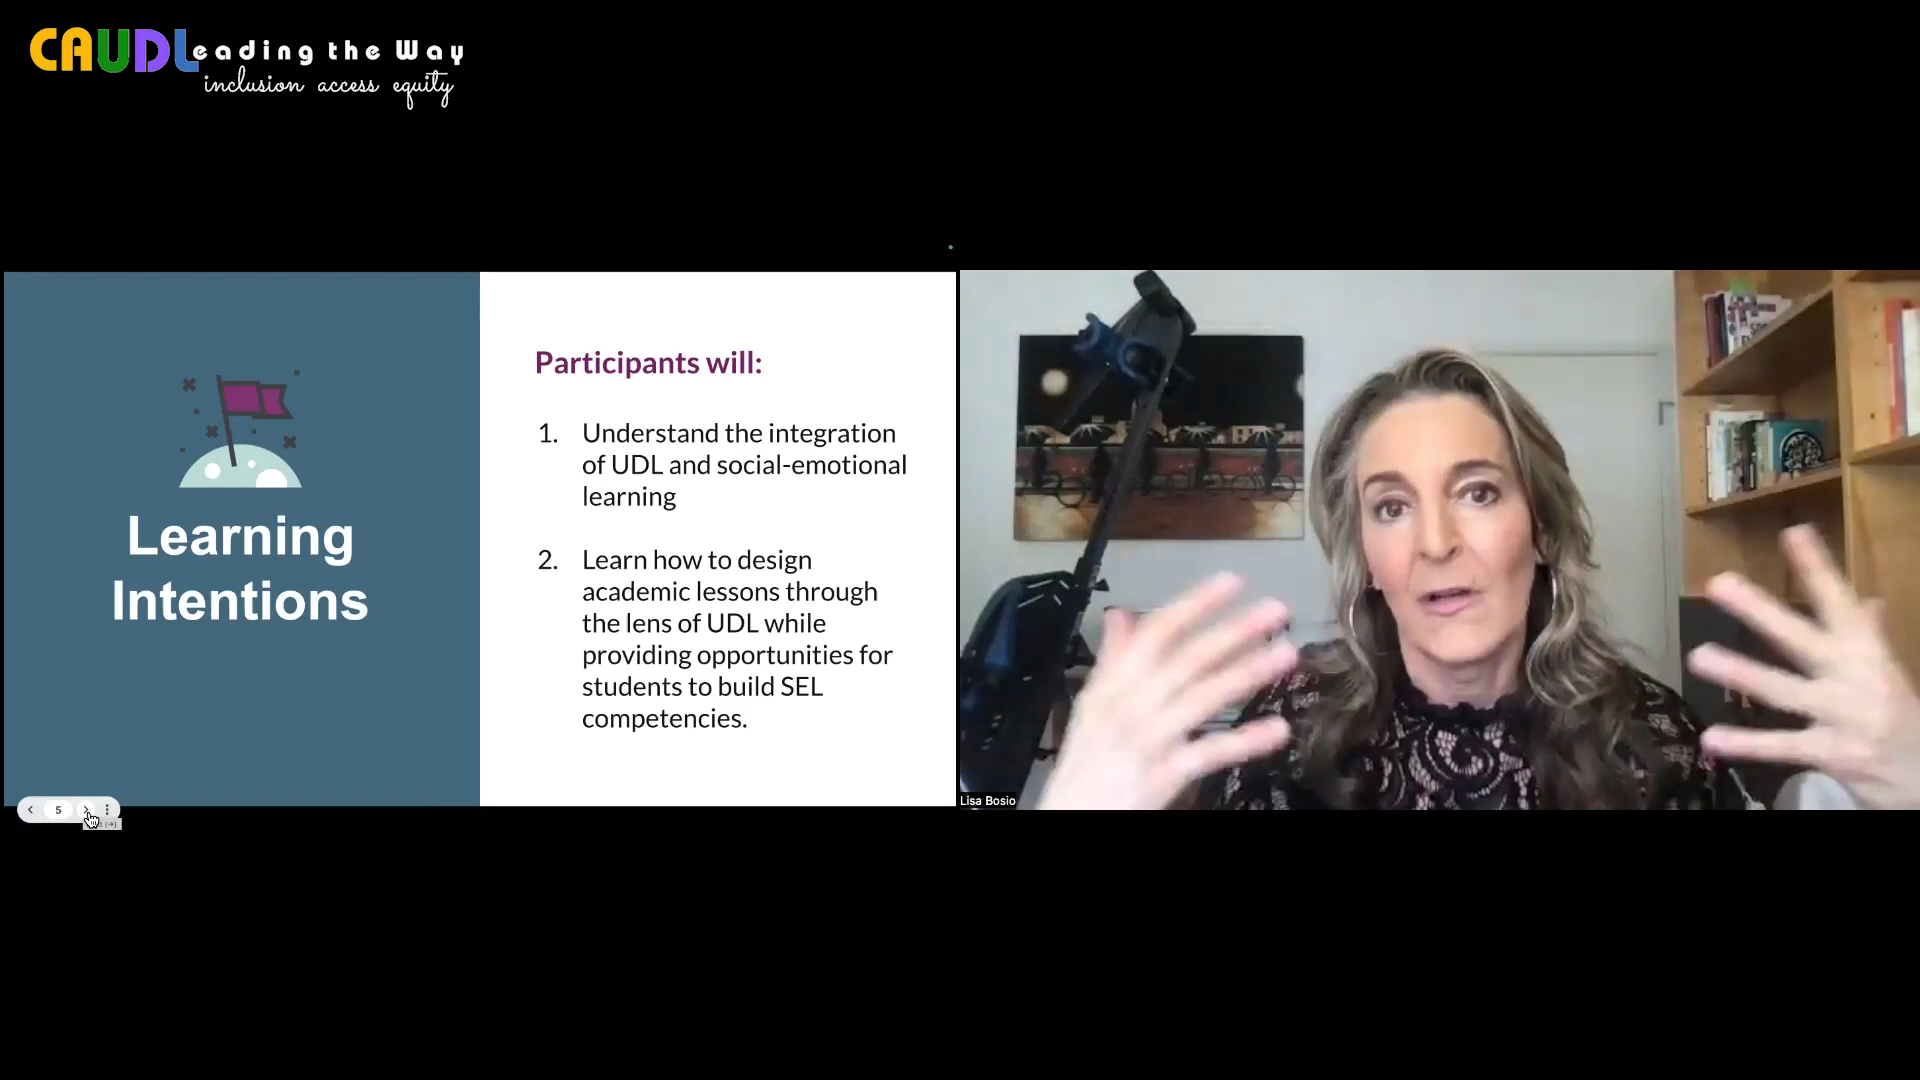 CAUDLeading the Way
inclusion access equity
Learning
Intentions
Participants will:
1. Understand the integration
of UDL and social-emotional
learning
2. Learn how to design
academic lessons through
the lens of UDL while
providing opportunities for
students to build SEL
competencies.
Lisa Bosio
5